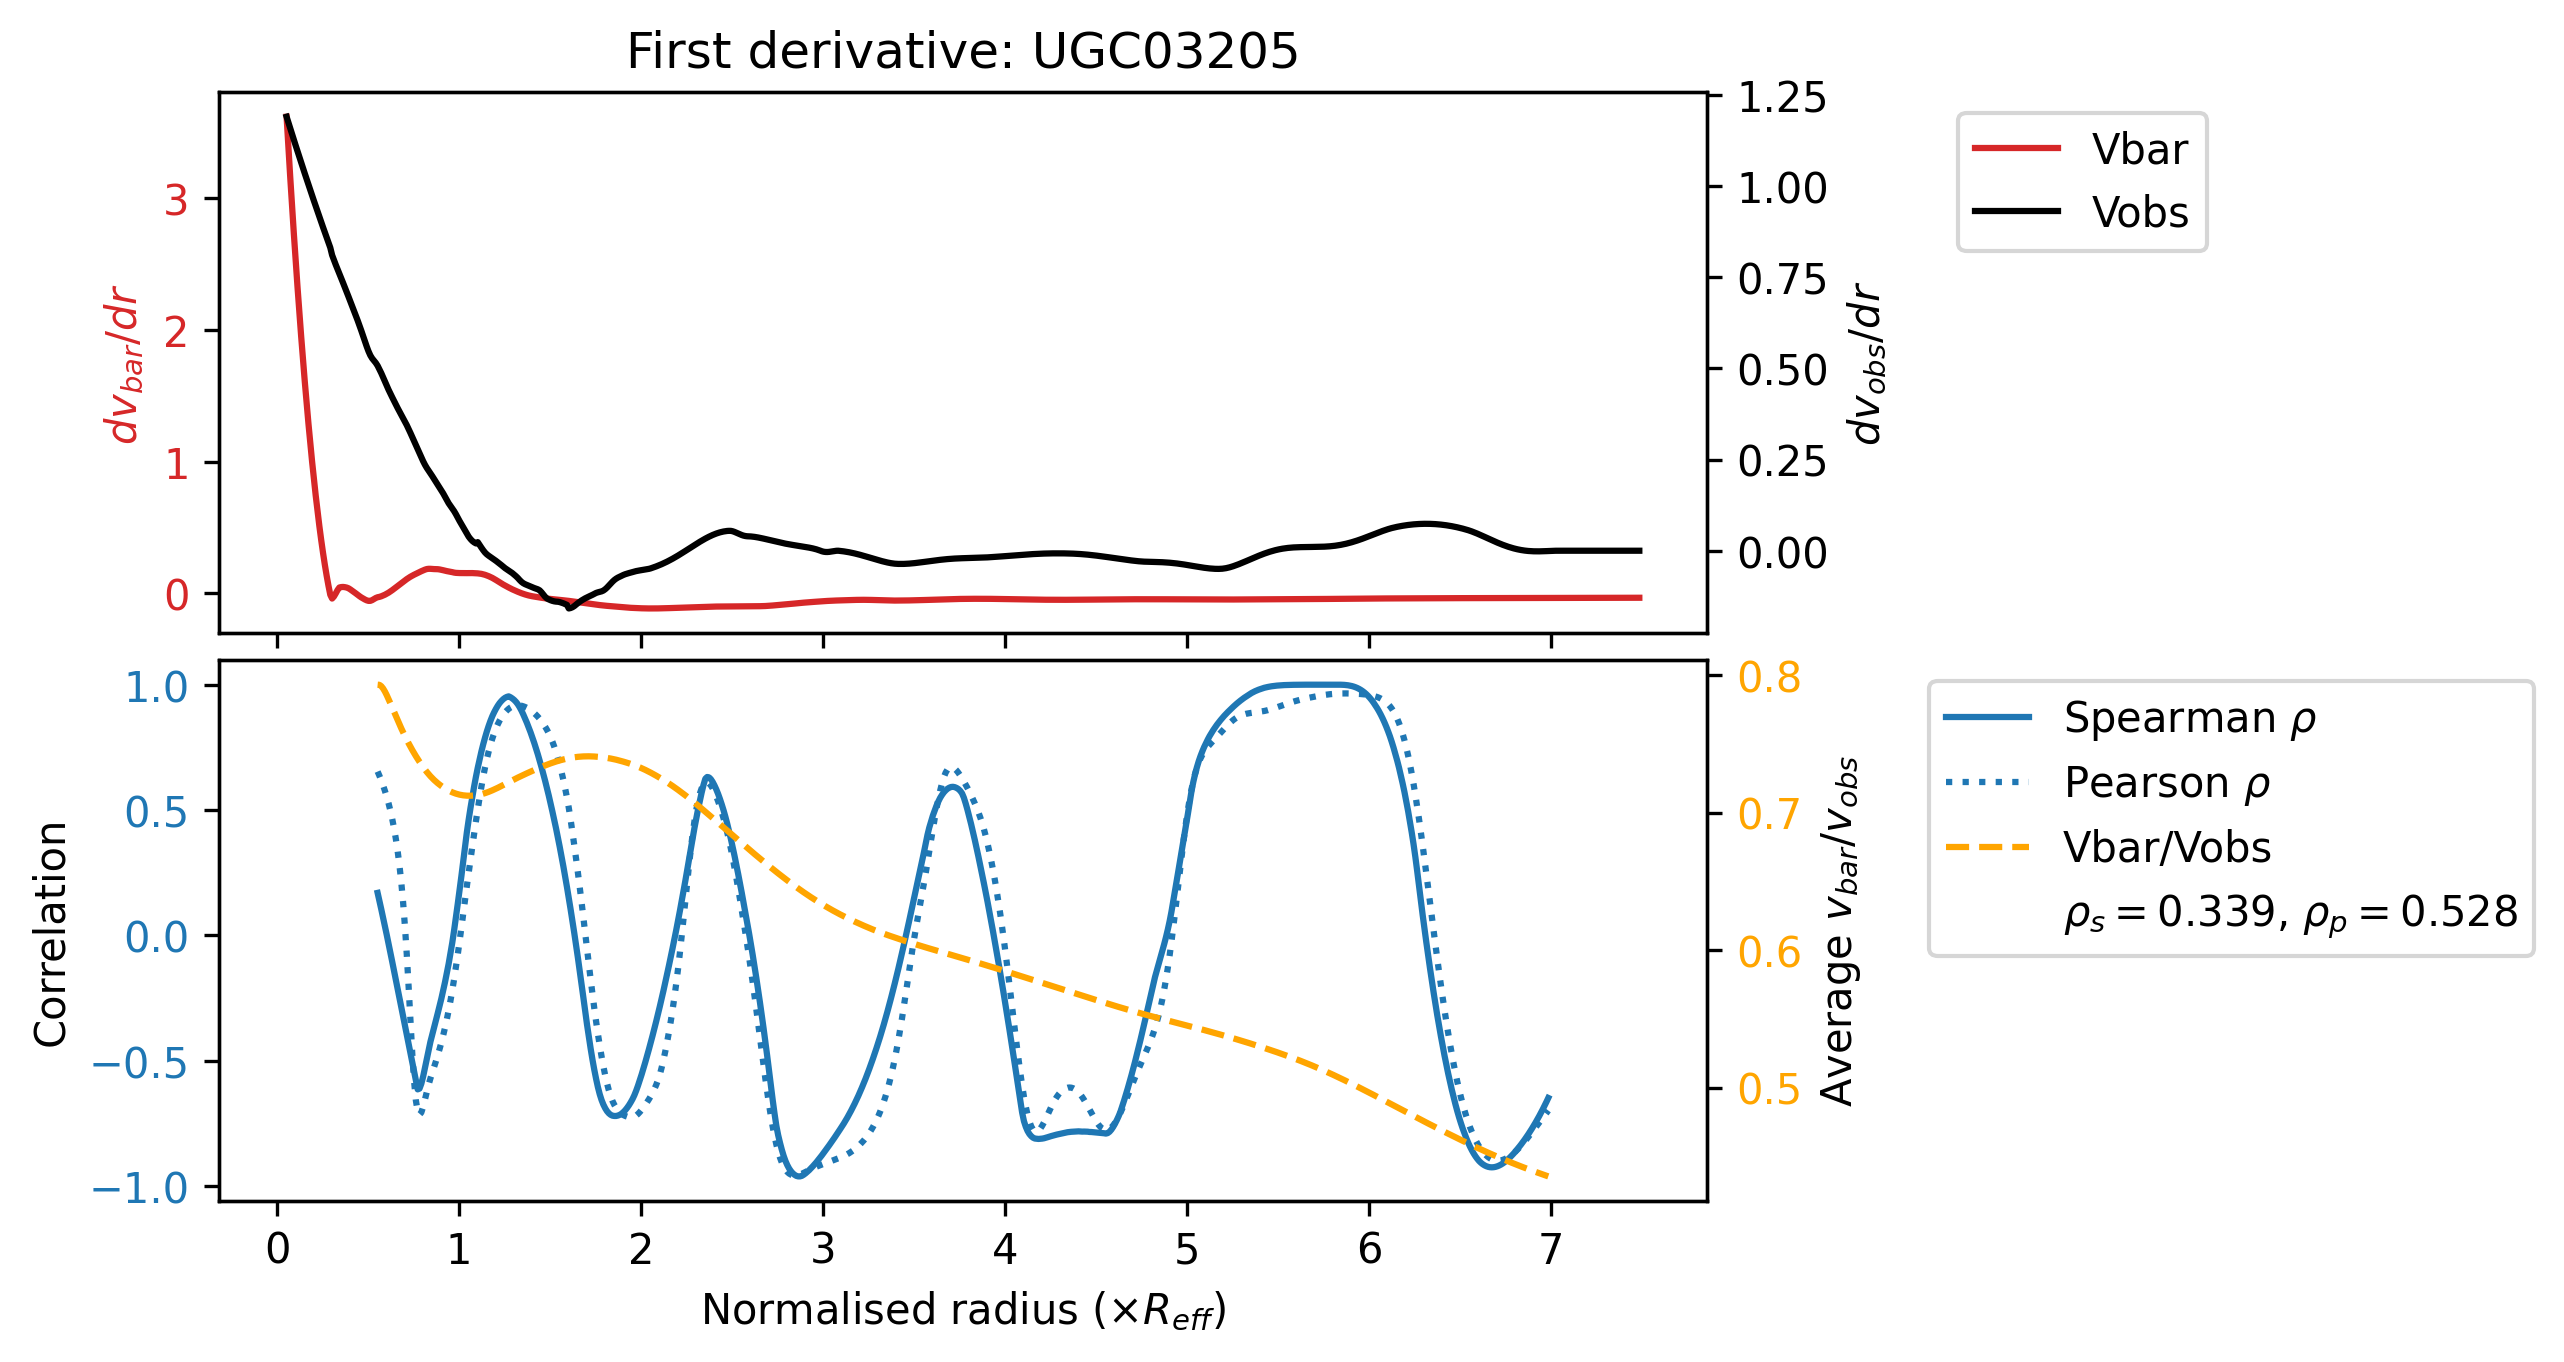 First derivative: UGC03205
3
2
1
0
dv_bar/dr
1.25
1.00
0.75
0.50
0.25
0.00
dv_obs/dr
Vbar
Vobs
1.0
0.5
0.0
−0.5
−1.0
Correlation
0.8
0.7
0.6
0.5
Average v_bar/v_obs
Spearman ρ
Pearson ρ
Vbar/Vobs
ρ_s = 0.339, ρ_p = 0.528
0 1 2 3 4 5 6 7
Normalised radius (×R_eff)